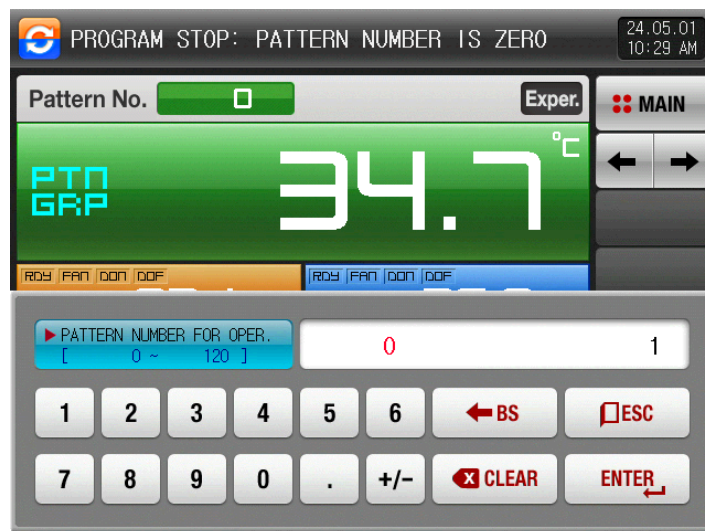 PROGRAM STOP: PATTERN NUMBER IS ZERO
24.05.01
10:29 AM
Pattern No. 0 Exper.
MAIN
PTN
GRP
34.7 °C
RDY FAN DON DOF
RDY FAN DON DOF
PATTERN NUMBER FOR OPER.
[ 0 ~ 120 ]
0 1
1 2 3 4 5 6 BS ESC
7 8 9 0 . +/- CLEAR ENTER